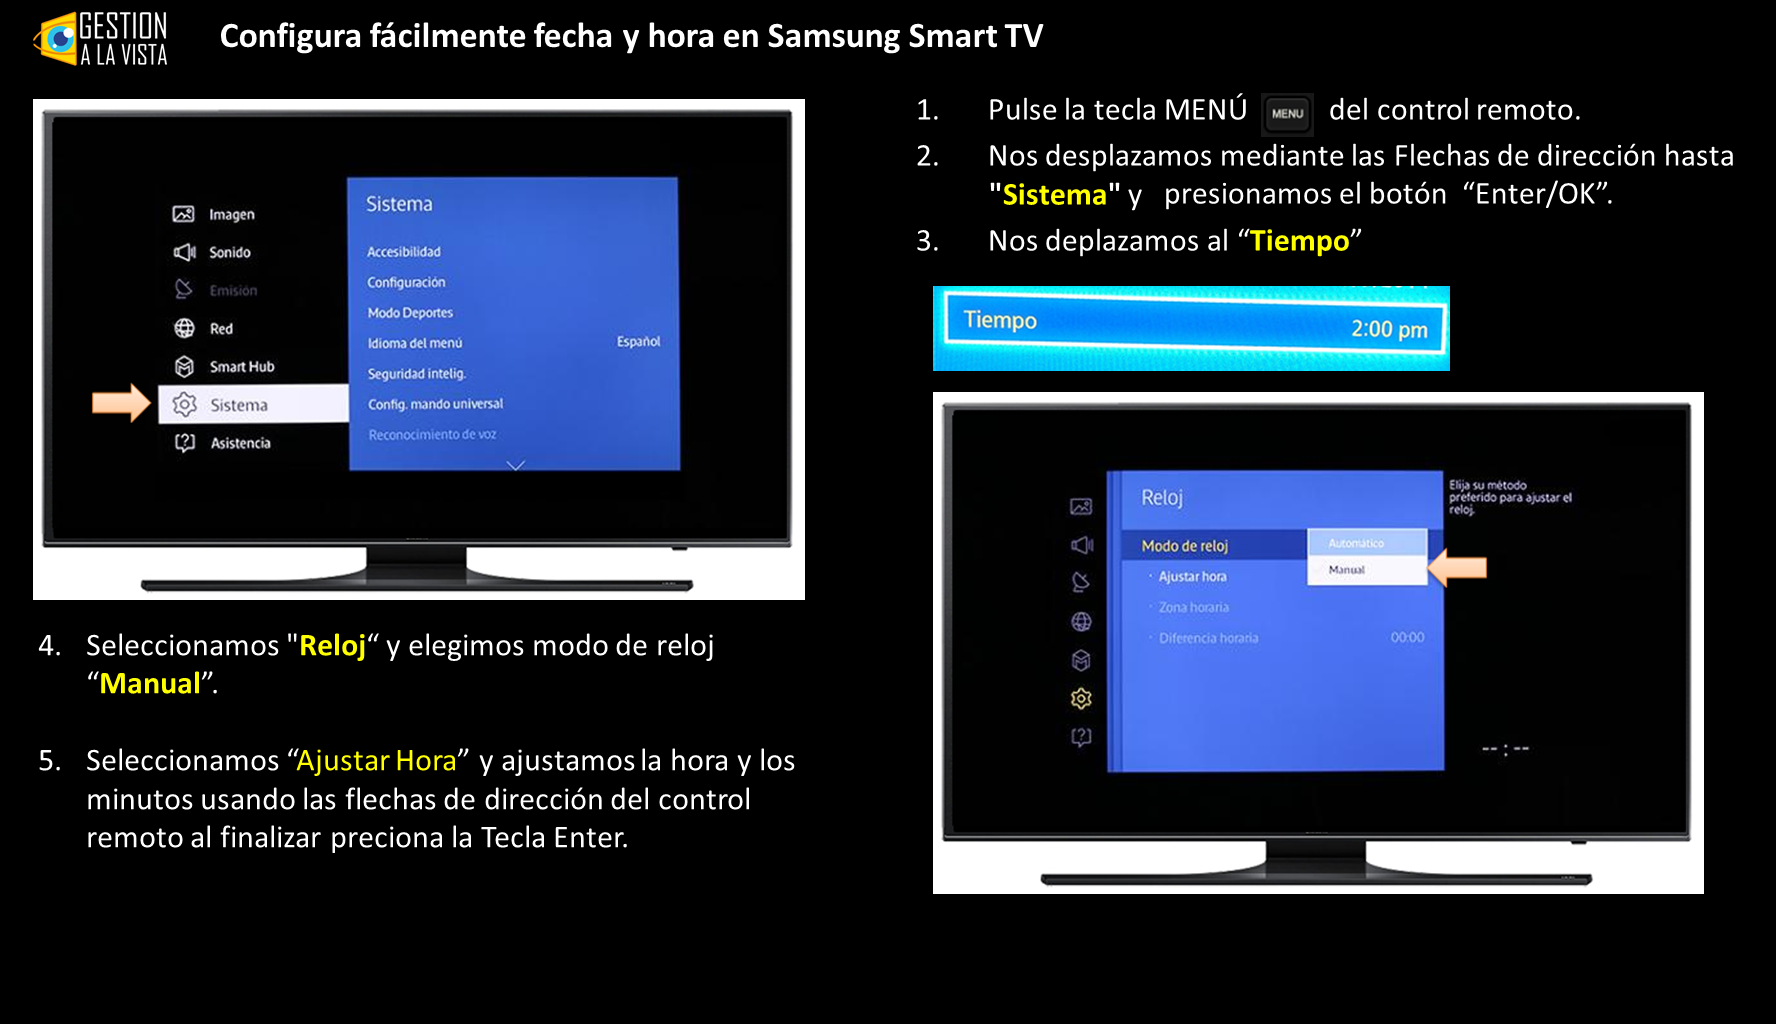 GESTION
A LA VISTA
Configura fácilmente fecha y hora en Samsung Smart TV
1. Pulse la tecla MENÚ MENU del control remoto.
2. Nos desplazamos mediante las Flechas de dirección hasta
"Sistema" y presionamos el botón “Enter/OK”.
3. Nos deplazamos al “Tiempo”
Tiempo 2:00 pm
Imagen
Sonido
Emisión
Red
Smart Hub
Sistema
Asistencia
Sistema
Accesibilidad
Configuración
Modo Deportes
Idioma del menú Español
Seguridad intelig.
Config. mando universal
Reconocimiento de voz
Reloj
Modo de reloj
Automático
Manual
· Ajustar hora
· Zona horaria
· Diferencia horaria 00:00
Elija su método
preferido para ajustar el
reloj.
-- : --
4. Seleccionamos "Reloj“ y elegimos modo de reloj
“Manual”.
5. Seleccionamos “Ajustar Hora” y ajustamos la hora y los
minutos usando las flechas de dirección del control
remoto al finalizar preciona la Tecla Enter.